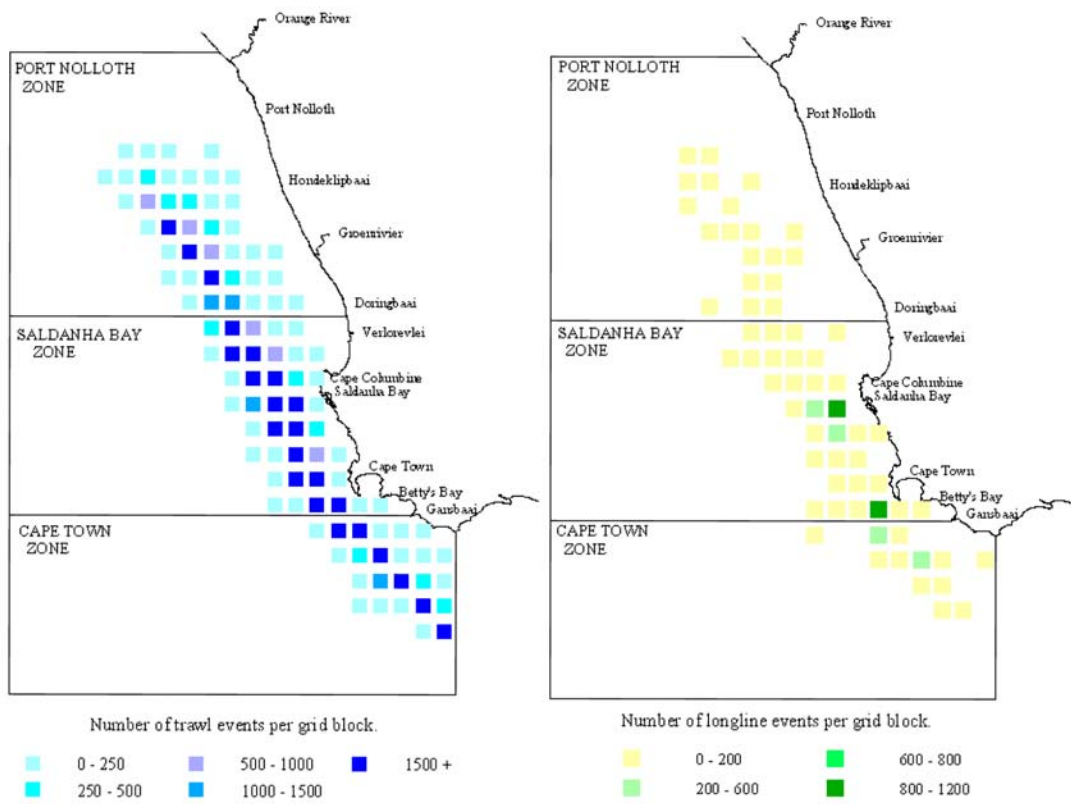 Orange River
PORT NOLLOTH
ZONE
Port Nolloth
Hondeklipbaai
Groenrivier
Doringbaai
SALDANHA BAY
ZONE
Verlorevlei
Cape Columbine
Saldanha Bay
Cape Town
Betty's Bay
Gansbaai
CAPE TOWN
ZONE
Number of trawl events per grid block.
0 - 250
500 - 1000
1500 +
250 - 500
1000 - 1500
Orange River
PORT NOLLOTH
ZONE
Port Nolloth
Hondeklipbaai
Groenrivier
Doringbaai
SALDANHA BAY
ZONE
Verlorevlei
Cape Columbine
Saldanha Bay
Cape Town
Betty's Bay
Gansbaai
CAPE TOWN
ZONE
Number of longline events per grid block.
0 - 200
600 - 800
200 - 600
800 - 1200